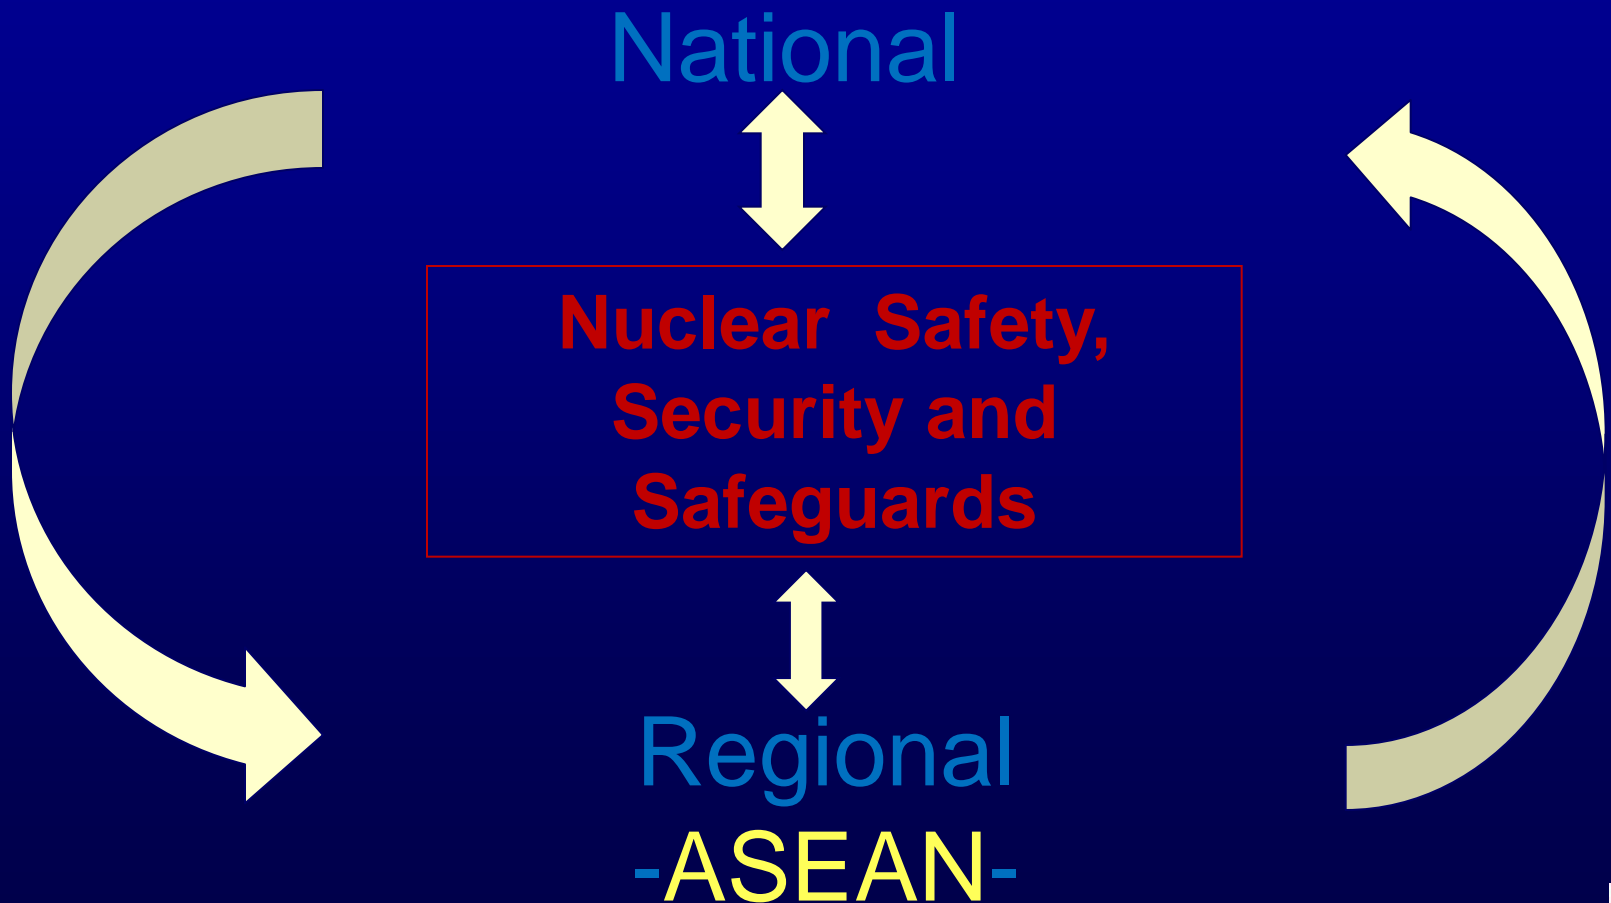 National
Nuclear  Safety,
Security and
Safeguards
Regional
-ASEAN-